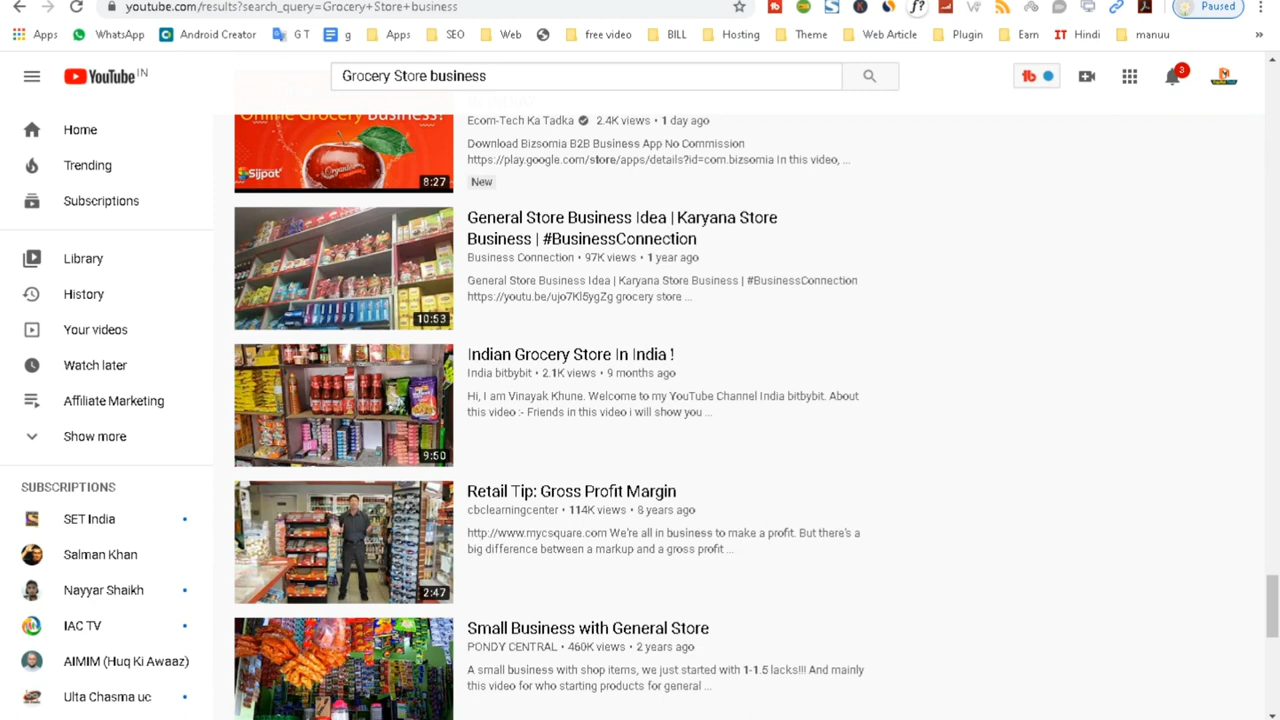 youtube.com/results?search_query=Grocery+Store+business
Paused
Apps WhatsApp Android Creator G T g Apps SEO Web free video BILL Hosting Theme Web Article Plugin Earn IT Hindi manuu »
YouTube IN
Grocery Store business
3
Home
Trending
Subscriptions
Library
History
Your videos
Watch later
Affiliate Marketing
Show more
SUBSCRIPTIONS
SET India
Salman Khan
Nayyar Shaikh
IAC TV
AIMIM (Huq Ki Awaaz)
Ulta Chasma uc
Online Grocery Business!
Organic
Sijpat
8:27
Ecom-Tech Ka Tadka 2.4K views • 1 day ago
Download Bizsomia B2B Business App No Commission
https://play.google.com/store/apps/details?id=com.bizsomia In this video, ...
New
10:53
General Store Business Idea | Karyana Store
Business | #BusinessConnection
Business Connection • 97K views • 1 year ago
General Store Business Idea | Karyana Store Business | #BusinessConnection
https://youtu.be/ujo7Kl5ygZg grocery store ...
9:50
Indian Grocery Store In India !
India bitbybit • 2.1K views • 9 months ago
Hi, I am Vinayak Khune. Welcome to my YouTube Channel India bitbybit. About
this video :- Friends in this video i will show you ...
2:47
Retail Tip: Gross Profit Margin
cbclearningcenter • 114K views • 8 years ago
http://www.mycsquare.com We're all in business to make a profit. But there's a
big difference between a markup and a gross profit ...
Small Business with General Store
PONDY CENTRAL • 460K views • 2 years ago
A small business with shop items, we just started with 1-1.5 lacks!!! And mainly
this video for who starting products for general ...